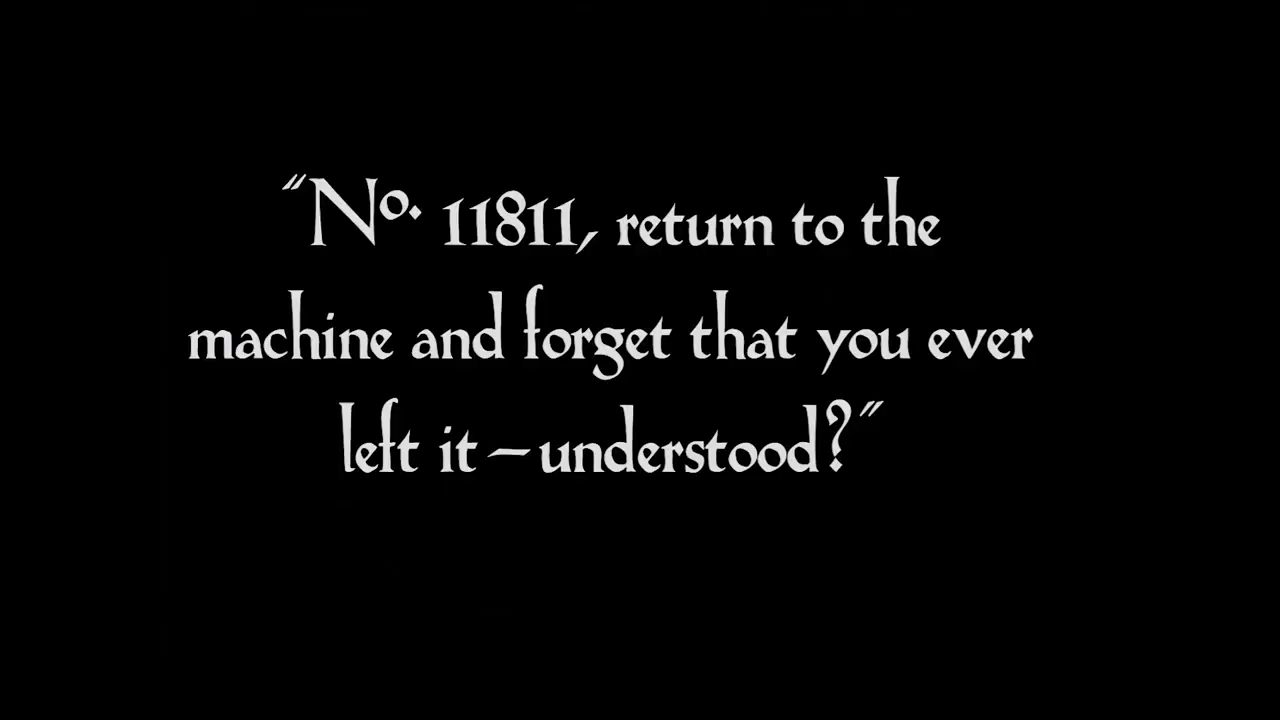 "No. 11811, return to the
machine and forget that you ever
left it–understood?"